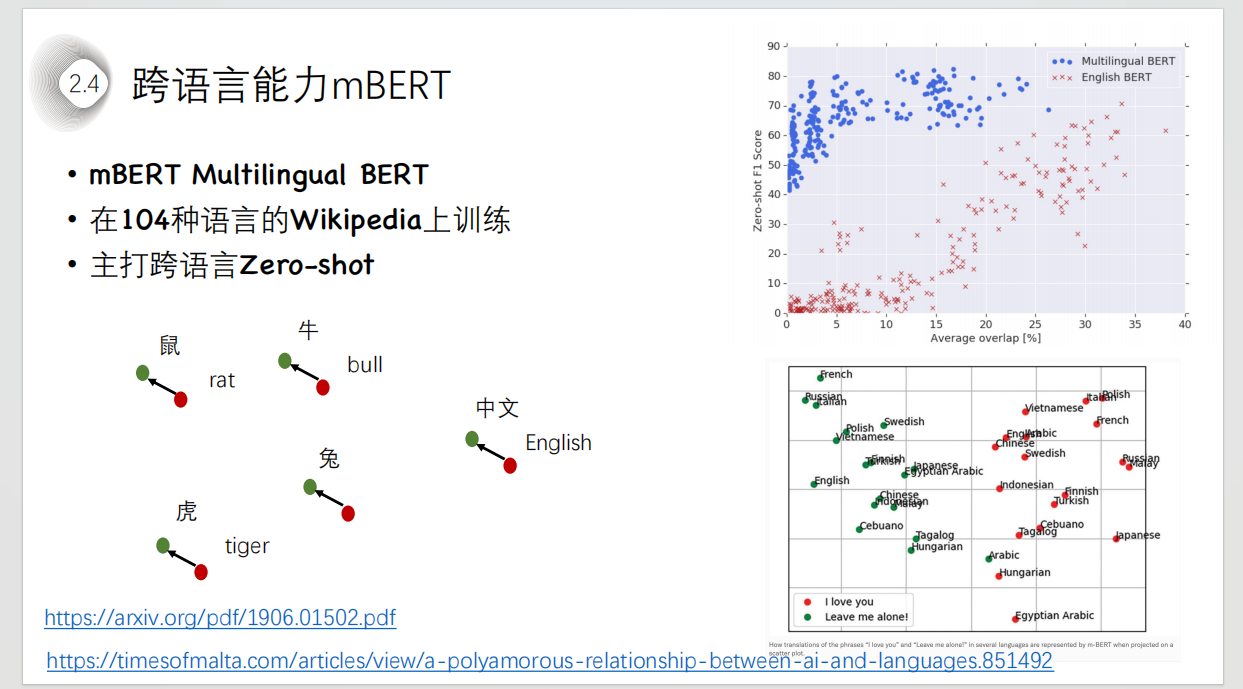 2.4
跨语言能力mBERT
• mBERT Multilingual BERT
• 在104种语言的Wikipedia上训练
• 主打跨语言Zero-shot
鼠
rat
牛
bull
中文
English
兔
虎
tiger
https://arxiv.org/pdf/1906.01502.pdf
https://timesofmalta.com/articles/view/a-polyamorous-relationship-between-ai-and-languages.851492
90
80
70
60
50
40
30
20
10
0
Zero-shot F1 Score
Multilingual BERT
English BERT
0 5 10 15 20 25 30 35 40
Average overlap [%]
French
Russian
Italian
Polish
Vietnamese
Swedish
Finnish
Turkish
Japanese
Egyptian Arabic
English
Chinese
Indonesian
Malay
Cebuano
Tagalog
Hungarian
Arabic
Italian
Polish
Vietnamese
French
English
Arabic
Chinese
Swedish
Russian
Malay
Indonesian
Finnish
Turkish
Cebuano
Tagalog
Japanese
Hungarian
Egyptian Arabic
I love you
Leave me alone!
How translations of the phrases "I love you" and "Leave me alone!" in several languages are represented by m-BERT when projected on a
scatter plot.